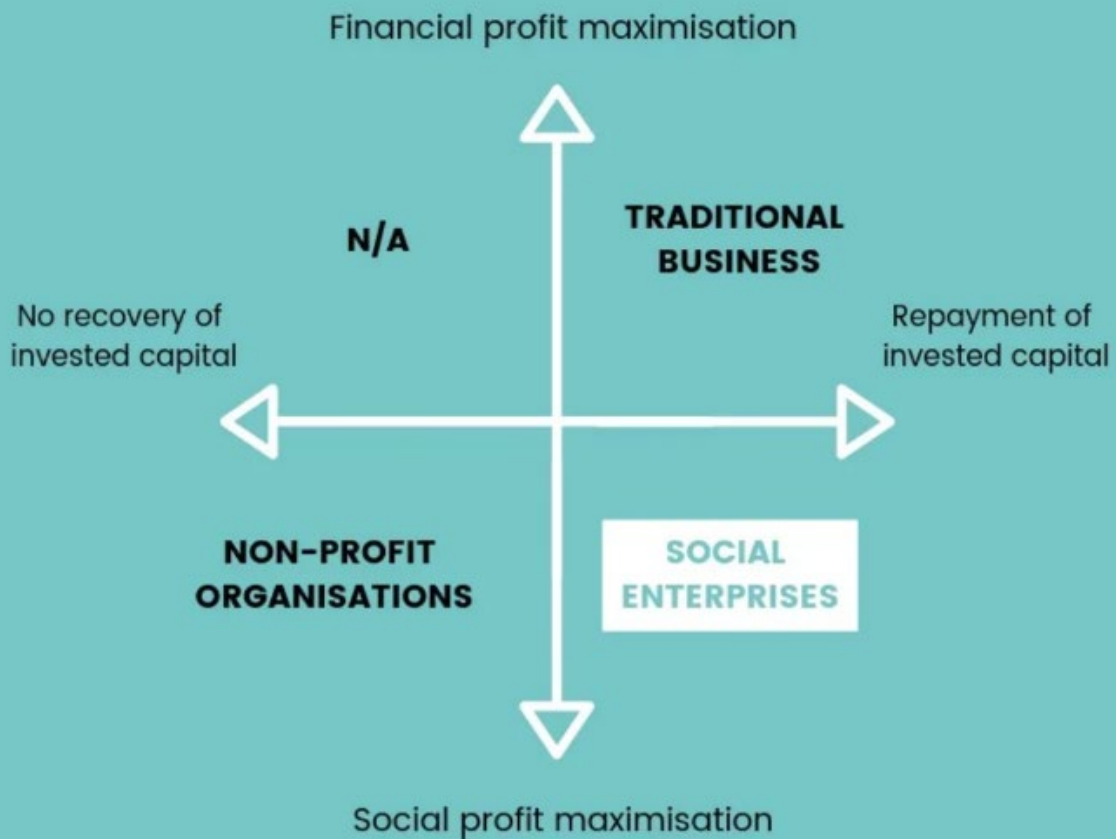 Financial profit maximisation
N/A
TRADITIONAL
BUSINESS
No recovery of
invested capital
Repayment of
invested capital
NON-PROFIT
ORGANISATIONS
SOCIAL
ENTERPRISES
Social profit maximisation